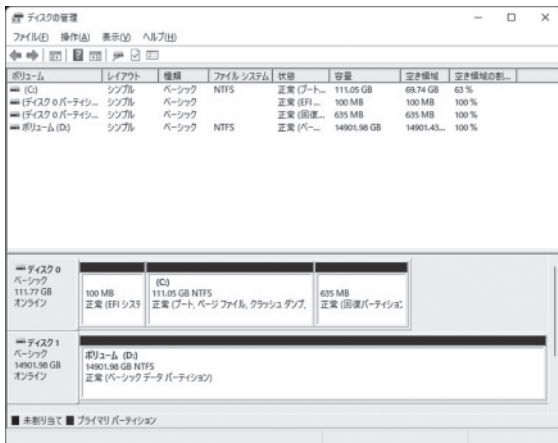 ディスクの管理
ファイル(F) 操作(A) 表示(V) ヘルプ(H)
ボリューム レイアウト 種類 ファイル システム 状態 容量 空き領域 空き領域の割...
(C:) シンプル ベーシック NTFS 正常 (ブート... 111.05 GB 69.74 GB 63 %
(ディスク 0 パーティシ... シンプル ベーシック 正常 (EFI ... 100 MB 100 MB 100 %
(ディスク 0 パーティシ... シンプル ベーシック 正常 (回復... 635 MB 635 MB 100 %
ボリューム (D:) シンプル ベーシック NTFS 正常 (ベー... 14901.98 GB 14901.43... 100 %
ディスク 0
ベーシック
111.77 GB
オンライン
100 MB
正常 (EFI システ
(C:)
111.05 GB NTFS
正常 (ブート, ページ ファイル, クラッシュ ダンプ,
635 MB
正常 (回復パーティショ
ディスク 1
ベーシック
14901.98 GB
オンライン
ボリューム (D:)
14901.98 GB NTFS
正常 (ベーシック データ パーティション)
未割り当て プライマリ パーティション